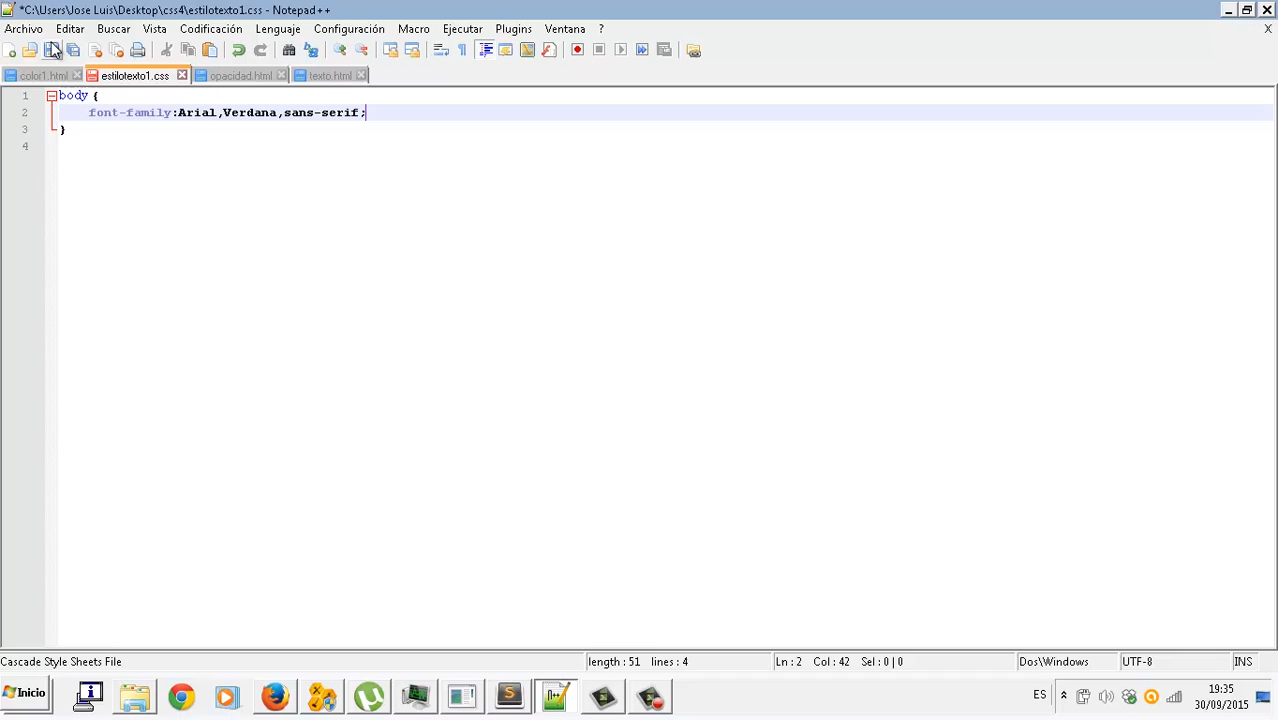 *C:\Users\Jose Luis\Desktop\css4\estilotexto1.css - Notepad++
Archivo Editar Buscar Vista Codificación Lenguaje Configuración Macro Ejecutar Plugins Ventana ? X
color1.html estilotexto1.css opacidad.html texto.html
1 body {
2 font-family:Arial,Verdana,sans-serif;
3 }
4
Cascade Style Sheets File length : 51 lines : 4 Ln : 2 Col : 42 Sel : 0 | 0 Dos\Windows UTF-8 INS
Inicio ES 19:35
30/09/2015